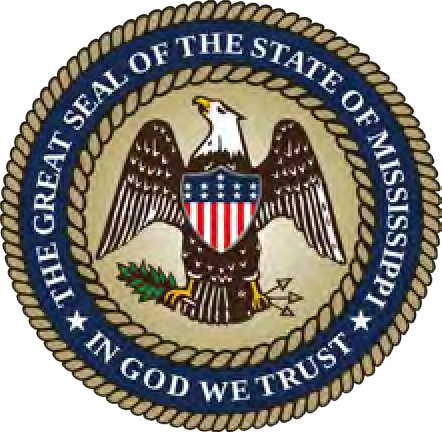 THE GREAT SEAL OF THE STATE OF MISSISSIPPI
IN GOD WE TRUST